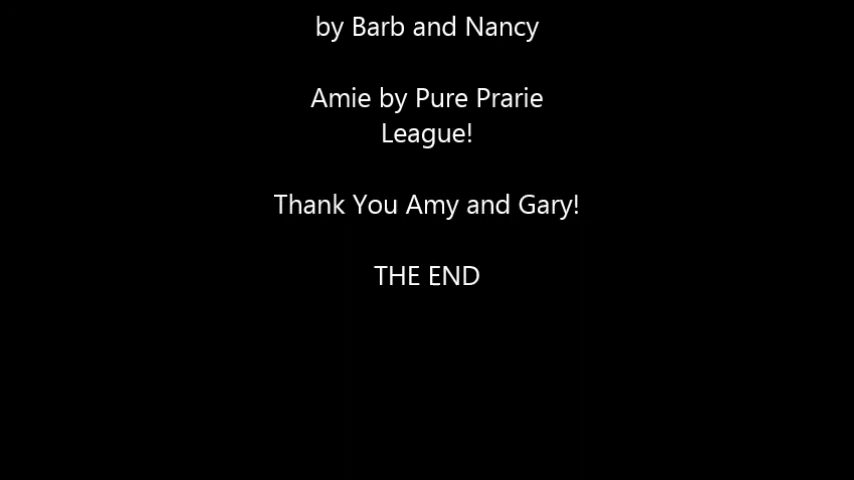 by Barb and Nancy
Amie by Pure Prarie
League!
Thank You Amy and Gary!
THE END